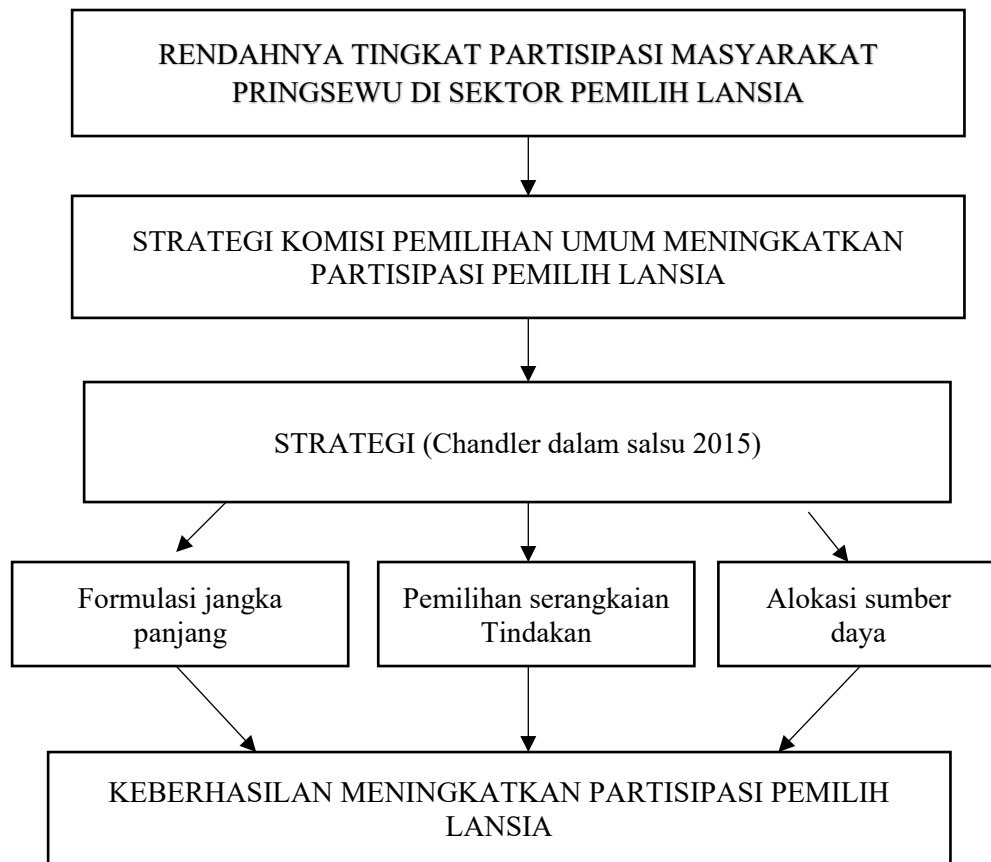 RENDAHNYA TINGKAT PARTISIPASI MASYARAKAT
PRINGSEWU DI SEKTOR PEMILIH LANSIA
STRATEGI KOMISI PEMILIHAN UMUM MENINGKATKAN
PARTISIPASI PEMILIH LANSIA
STRATEGI (Chandler dalam salsu 2015)
Formulasi jangka
panjang
Pemilihan serangkaian
Tindakan
Alokasi sumber
daya
KEBERHASILAN MENINGKATKAN PARTISIPASI PEMILIH
LANSIA